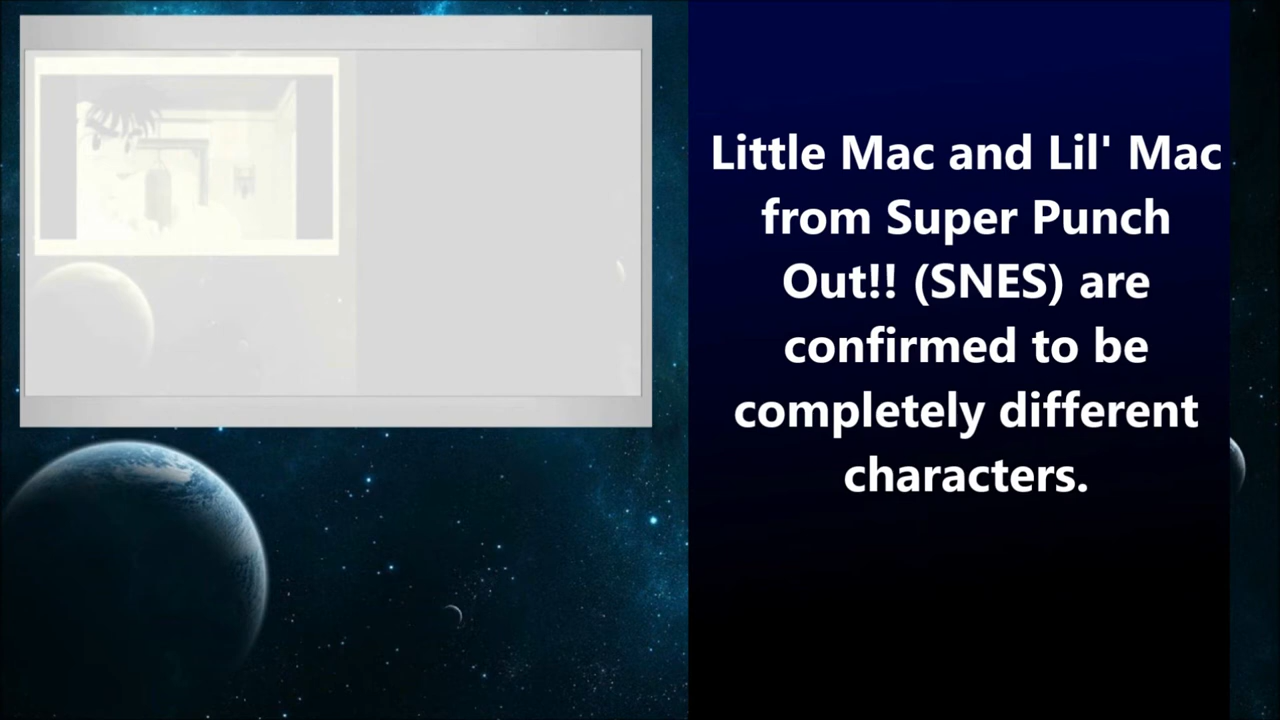 Little Mac and Lil' Mac
from Super Punch
Out!! (SNES) are
confirmed to be
completely different
characters.